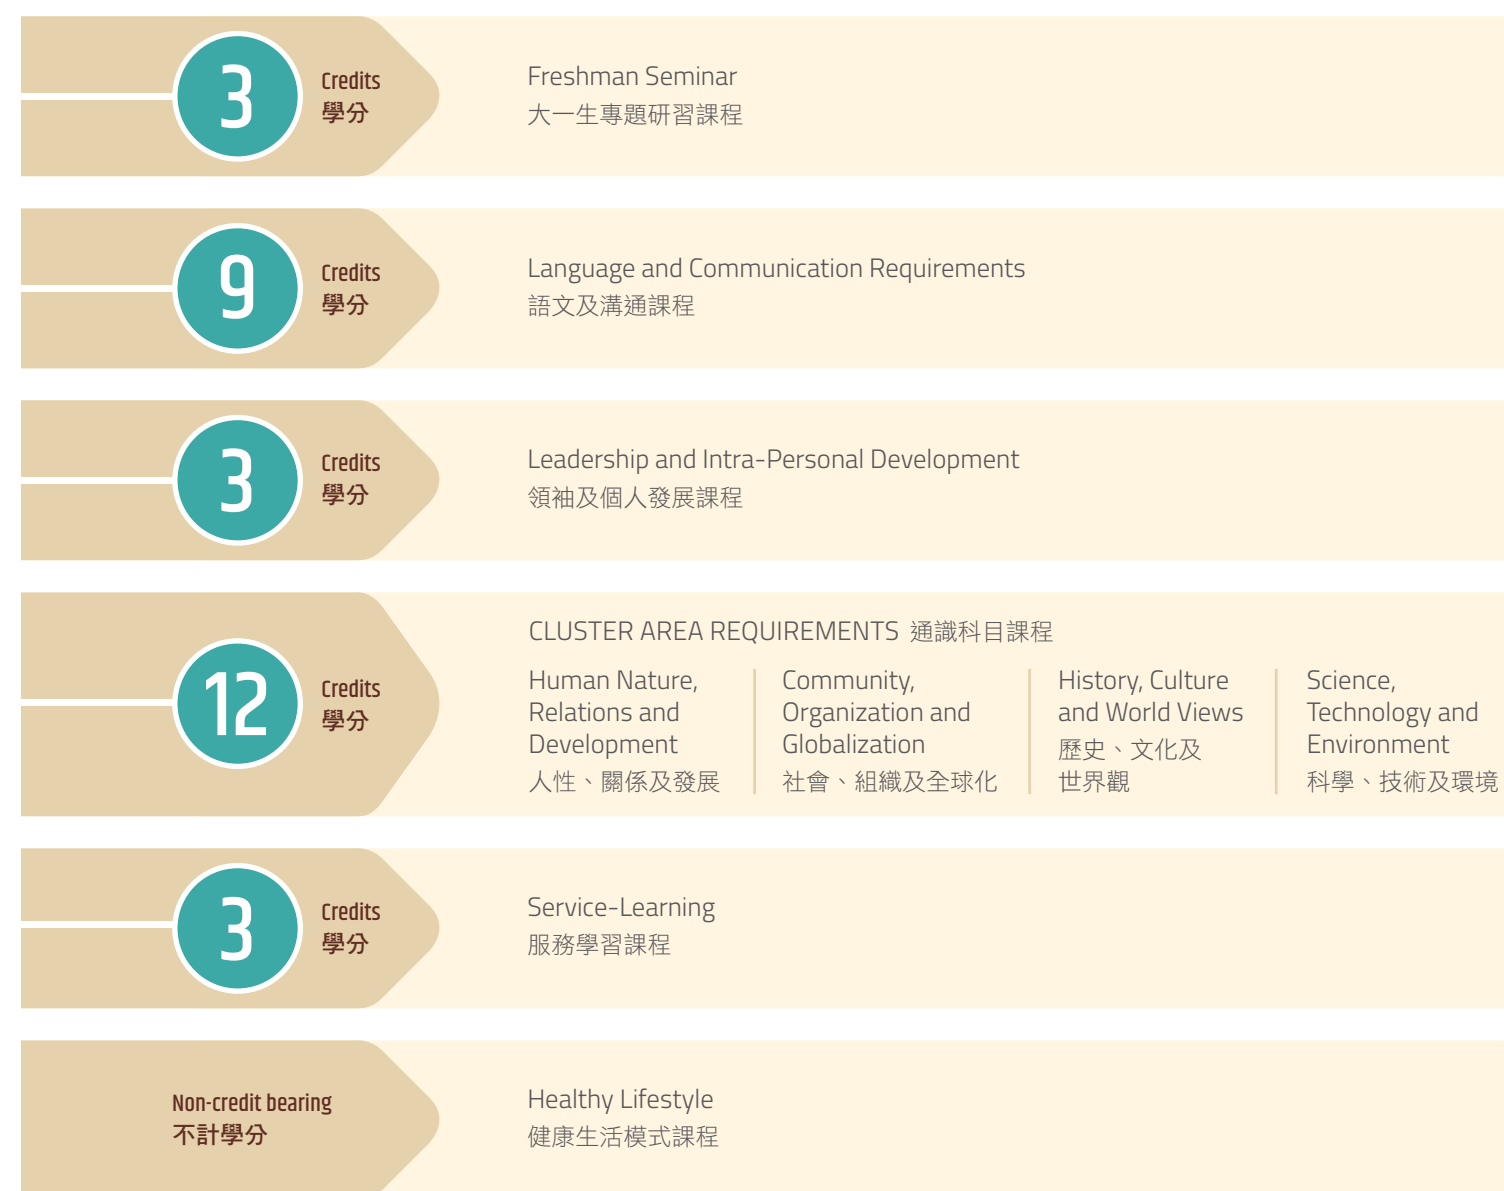 3
Credits
學分
Freshman Seminar
大一生專題研習課程
9
Credits
學分
Language and Communication Requirements
語文及溝通課程
3
Credits
學分
Leadership and Intra-Personal Development
領袖及個人發展課程
12
Credits
學分
CLUSTER AREA REQUIREMENTS 通識科目課程
Human Nature,
Relations and
Development
人性、關係及發展
Community,
Organization and
Globalization
社會、組織及全球化
History, Culture
and World Views
歷史、文化及
世界觀
Science,
Technology and
Environment
科學、技術及環境
3
Credits
學分
Service-Learning
服務學習課程
Non-credit bearing
不計學分
Healthy Lifestyle
健康生活模式課程